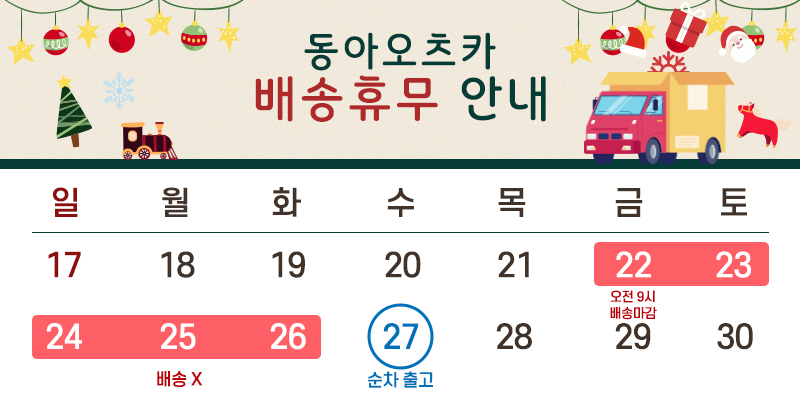 동아오츠카
배송휴무 안내
일 월 화 수 목 금 토
17 18 19 20 21 22 23
오전 9시
배송마감
24 25 26 27 28 29 30
배송 X 순차 출고